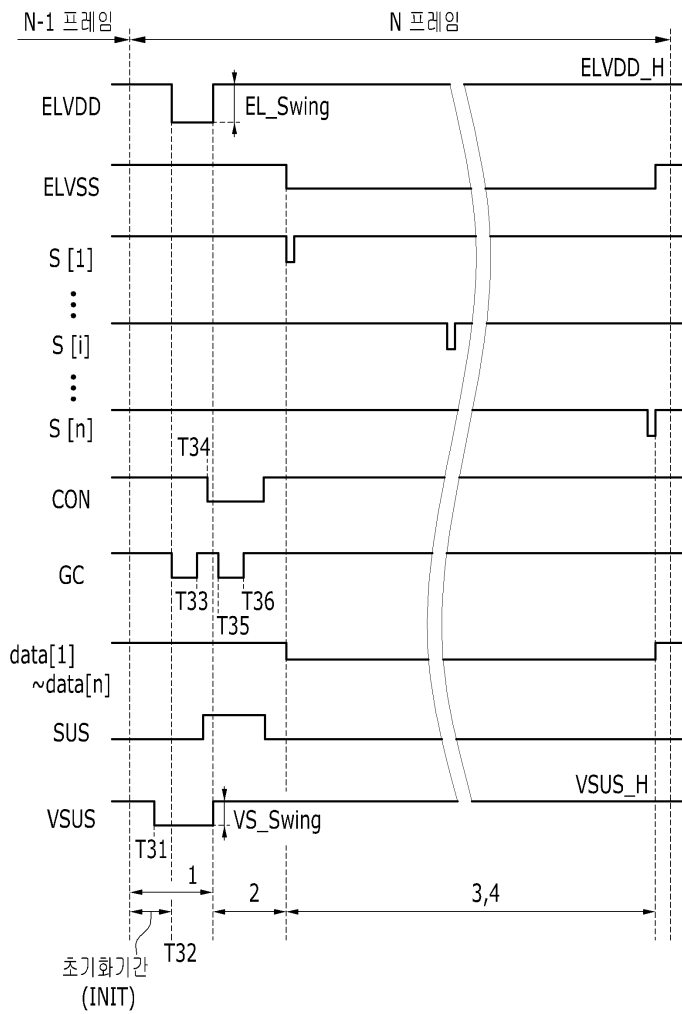 N-1 프레임
N 프레임
ELVDD_H
ELVDD
EL_Swing
ELVSS
S [1]
S [i]
S [n]
T34
CON
GC
T33
T36
T35
data[1]
~data[n]
SUS
VSUS_H
VSUS
VS_Swing
T31
1
2
3,4
T32
초기화기간
(INIT)